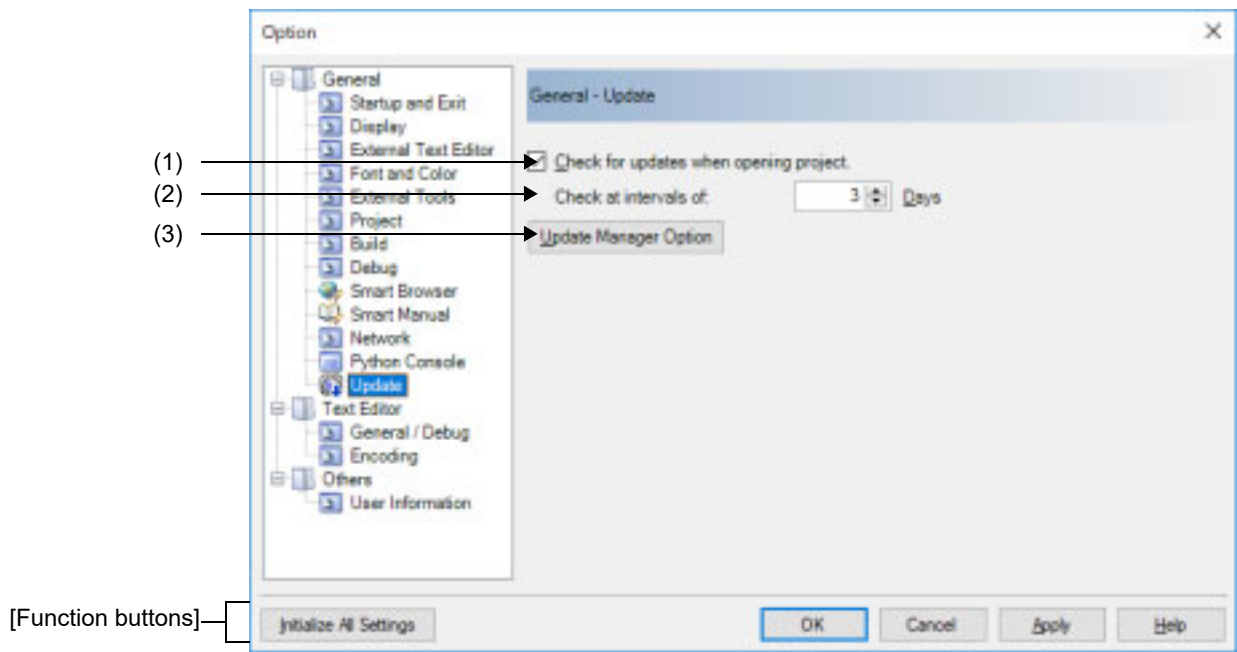 Option
General
Startup and Exit
Display
External Text Editor
Font and Color
External Tools
Project
Build
Debug
Smart Browser
Smart Manual
Network
Python Console
Update
Text Editor
General / Debug
Encoding
Others
User Information
General - Update
(1)
Check for updates when opening project.
(2)
Check at intervals of: 3 Days
(3)
Update Manager Option
[Function buttons]
Initialize All Settings OK Cancel Apply Help